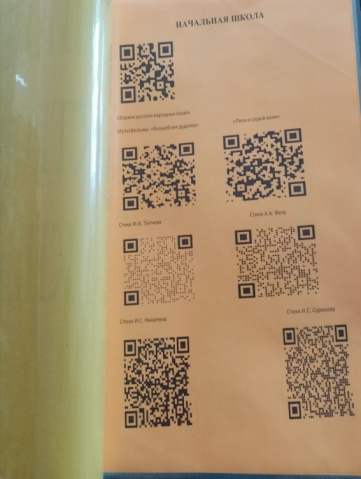 НАЧАЛЬНАЯ ШКОЛА
Сборник русских народных сказок
Мультфильмы: «Волшебная дудочка»
«Лиса и серый волк»
Стихи Ф.И. Тютчева
Стихи А.А. Фета
Стихи И.С. Никитина
Стихи И.С. Сурикова